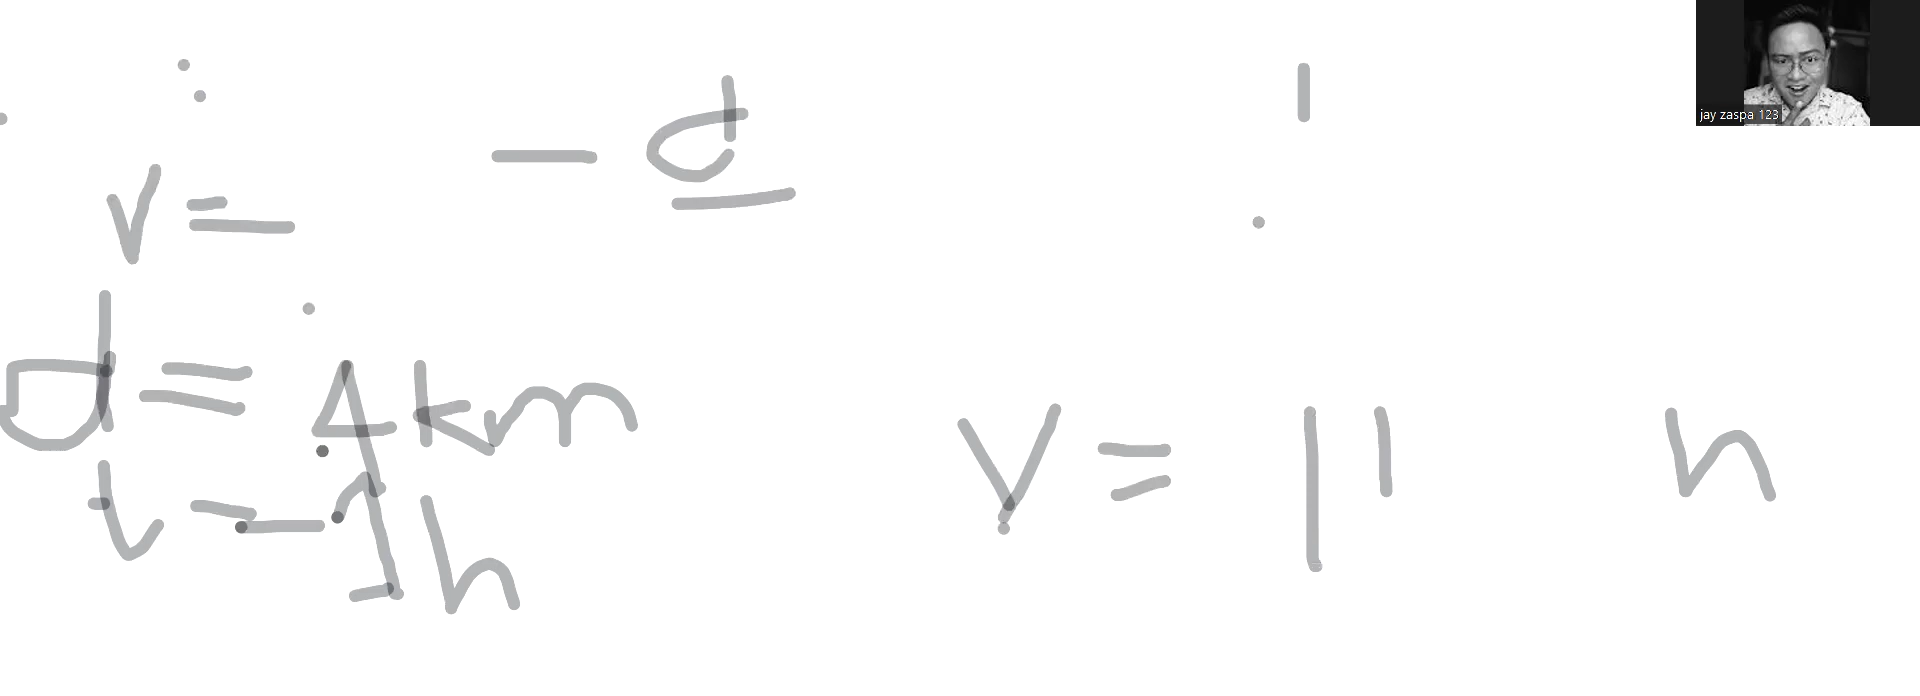 jay zaspa 123
v =
- d
d = 4km
t = 1h
v = 11 n